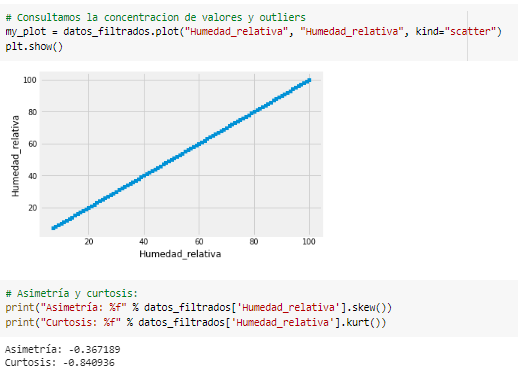 # Consultamos la concentracion de valores y outliers
my_plot = datos_filtrados.plot("Humedad_relativa", "Humedad_relativa", kind="scatter")
plt.show()
100
80
60
40
20
Humedad_relativa
20 40 60 80 100
Humedad_relativa
# Asimetría y curtosis:
print("Asimetría: %f" % datos_filtrados['Humedad_relativa'].skew())
print("Curtosis: %f" % datos_filtrados['Humedad_relativa'].kurt())
Asimetría: -0.367189
Curtosis: -0.840936